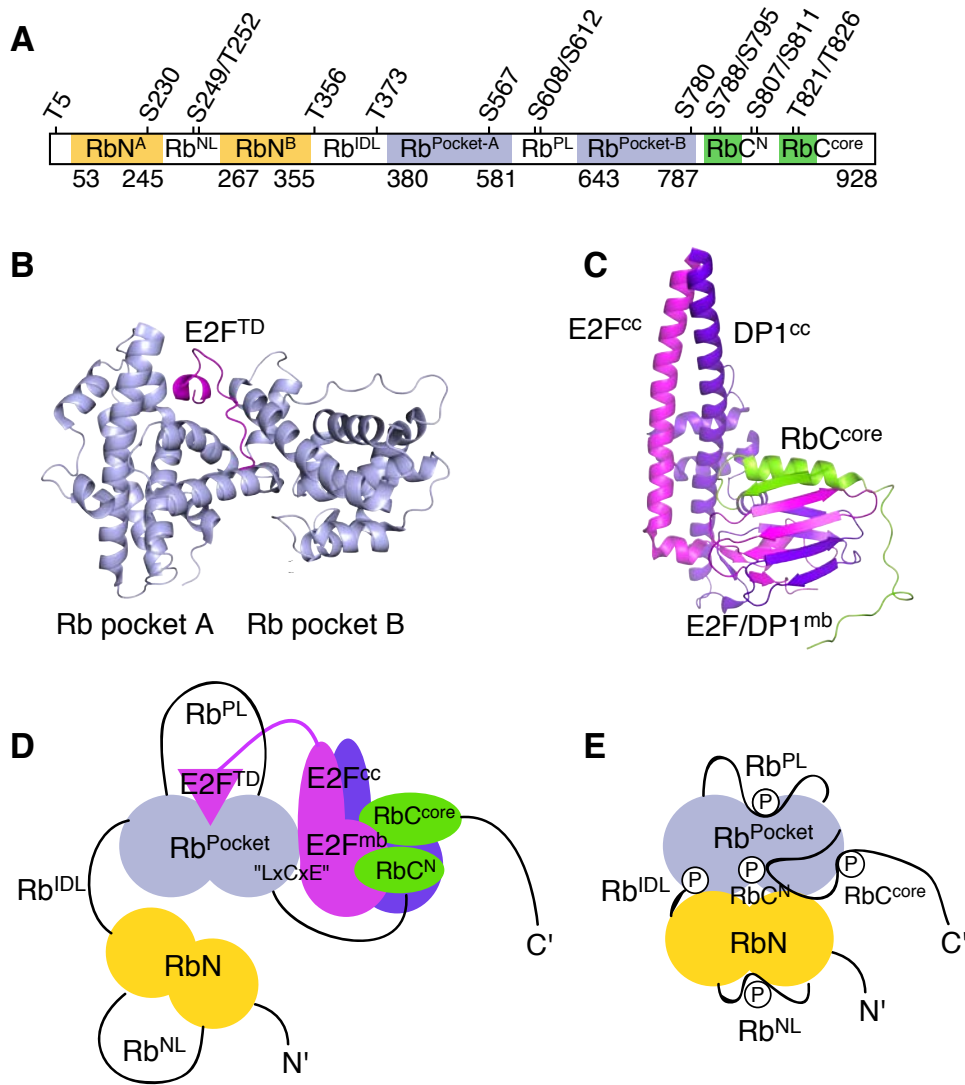 A
T5
S230
S249/T252
T356
T373
S567
S608/S612
S780
S788/S795
S807/S811
T821/T826
RbN^A Rb^NL RbN^B Rb^IDL Rb^Pocket-A Rb^PL Rb^Pocket-B RbC^N RbC^core
53 245 267 355 380 581 643 787 928
B
E2F^TD
Rb pocket A Rb pocket B
C
E2F^cc DP1^cc
RbC^core
E2F/DP1^mb
D
Rb^PL
E2F^TD
E2F^cc
RbC^core
Rb^Pocket
E2F^mb
"LxCxE"
RbC^N
Rb^IDL
C'
RbN
Rb^NL
N'
E
Rb^PL
P
Rb^Pocket
P
P
P
Rb^IDL
RbC^N
RbC^core
RbN
C'
P
N'
Rb^NL